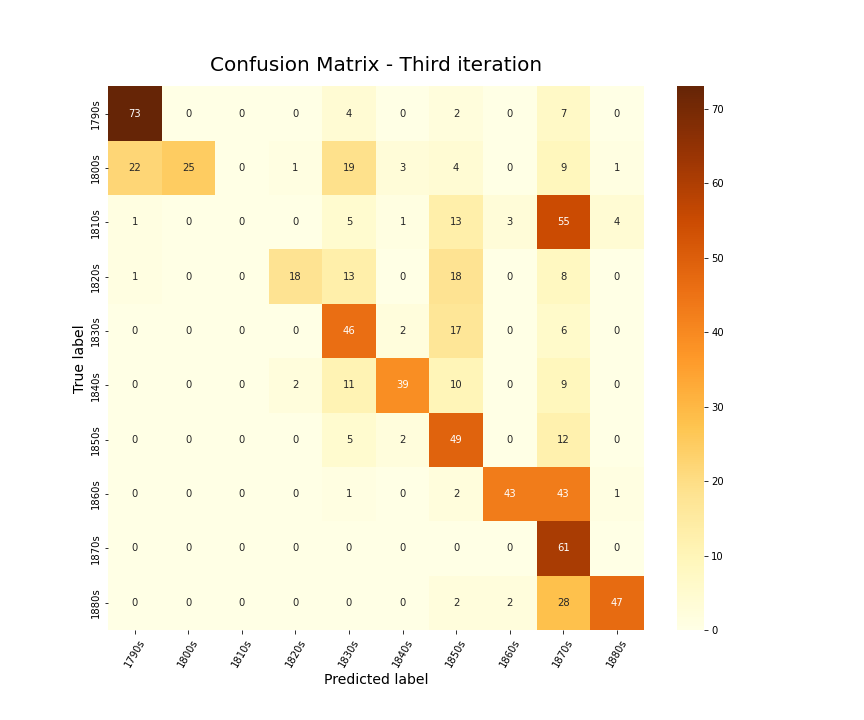 Confusion Matrix - Third iteration
1790s 73 0 0 0 4 0 2 0 7 0
1800s 22 25 0 1 19 3 4 0 9 1
1810s 1 0 0 0 5 1 13 3 55 4
1820s 1 0 0 18 13 0 18 0 8 0
1830s 0 0 0 0 46 2 17 0 6 0
1840s 0 0 0 2 11 39 10 0 9 0
1850s 0 0 0 0 5 2 49 0 12 0
1860s 0 0 0 0 1 0 2 43 43 1
1870s 0 0 0 0 0 0 0 0 61 0
1880s 0 0 0 0 0 0 2 2 28 47
True label
1790s 1800s 1810s 1820s 1830s 1840s 1850s 1860s 1870s 1880s
Predicted label
70
60
50
40
30
20
10
0